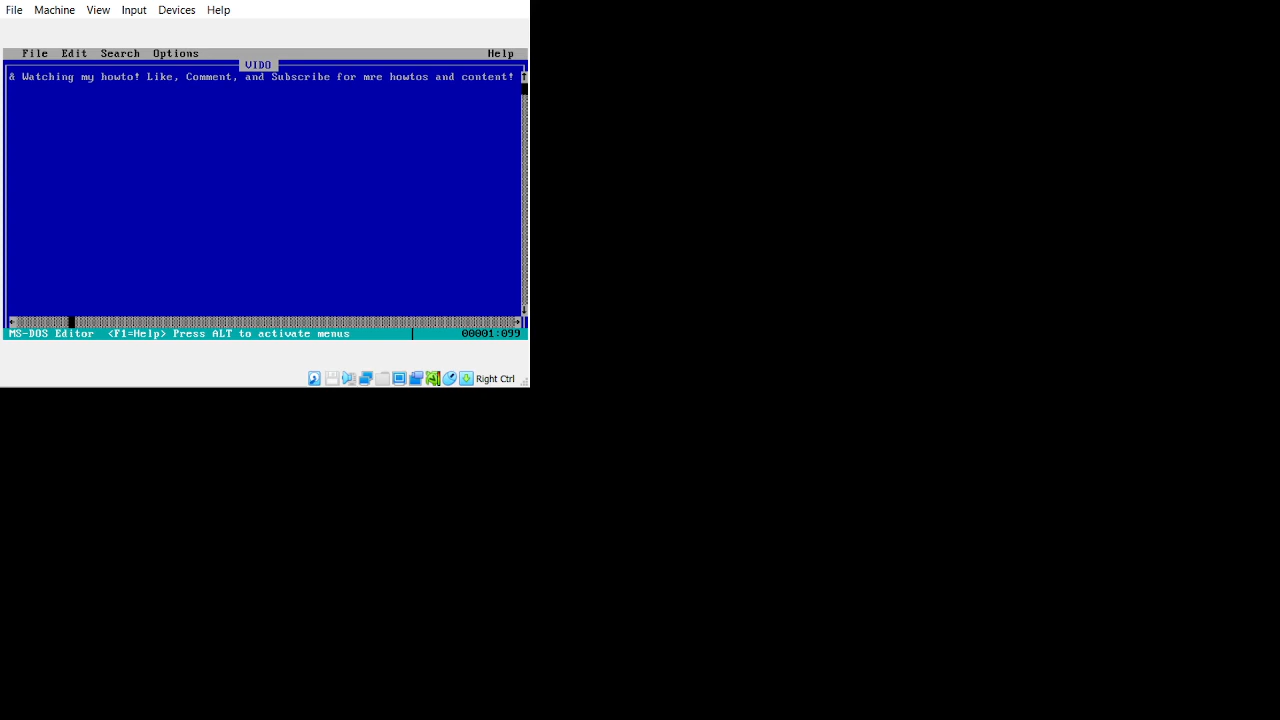 File Machine View Input Devices Help
File Edit Search Options Help
VIDO
& Watching my howto! Like, Comment, and Subscribe for mre howtos and content!
MS-DOS Editor <F1=Help> Press ALT to activate menus 00001:099
Right Ctrl